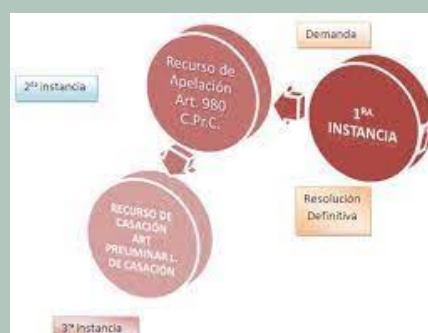 Demanda
2da instancia
Recurso de
Apelación
Art. 980
C.Pr.C.
1RA
INSTANCIA
RECURSO DE
CASACIÓN
ART
PRELIMINAR L.
DE CASACIÓN
Resolución
Definitiva
3ra instancia